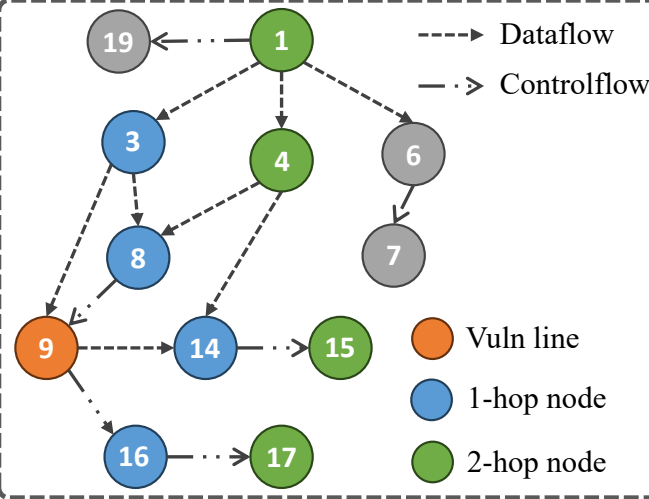 19
1
Dataflow
Controlflow
3
4
6
8
7
9
14
15
Vuln line
1-hop node
16
17
2-hop node